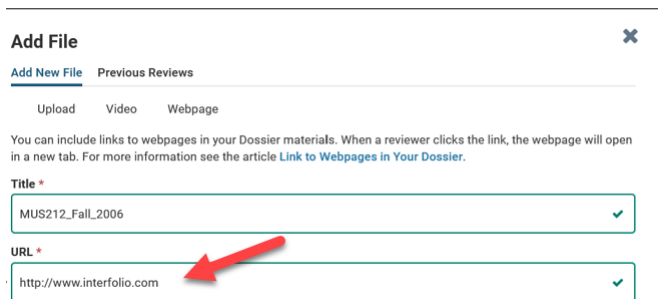 Add File
Add New File Previous Reviews
Upload Video Webpage
You can include links to webpages in your Dossier materials. When a reviewer clicks the link, the webpage will open
in a new tab. For more information see the article Link to Webpages in Your Dossier.
Title *
MUS212_Fall_2006
URL *
http://www.interfolio.com